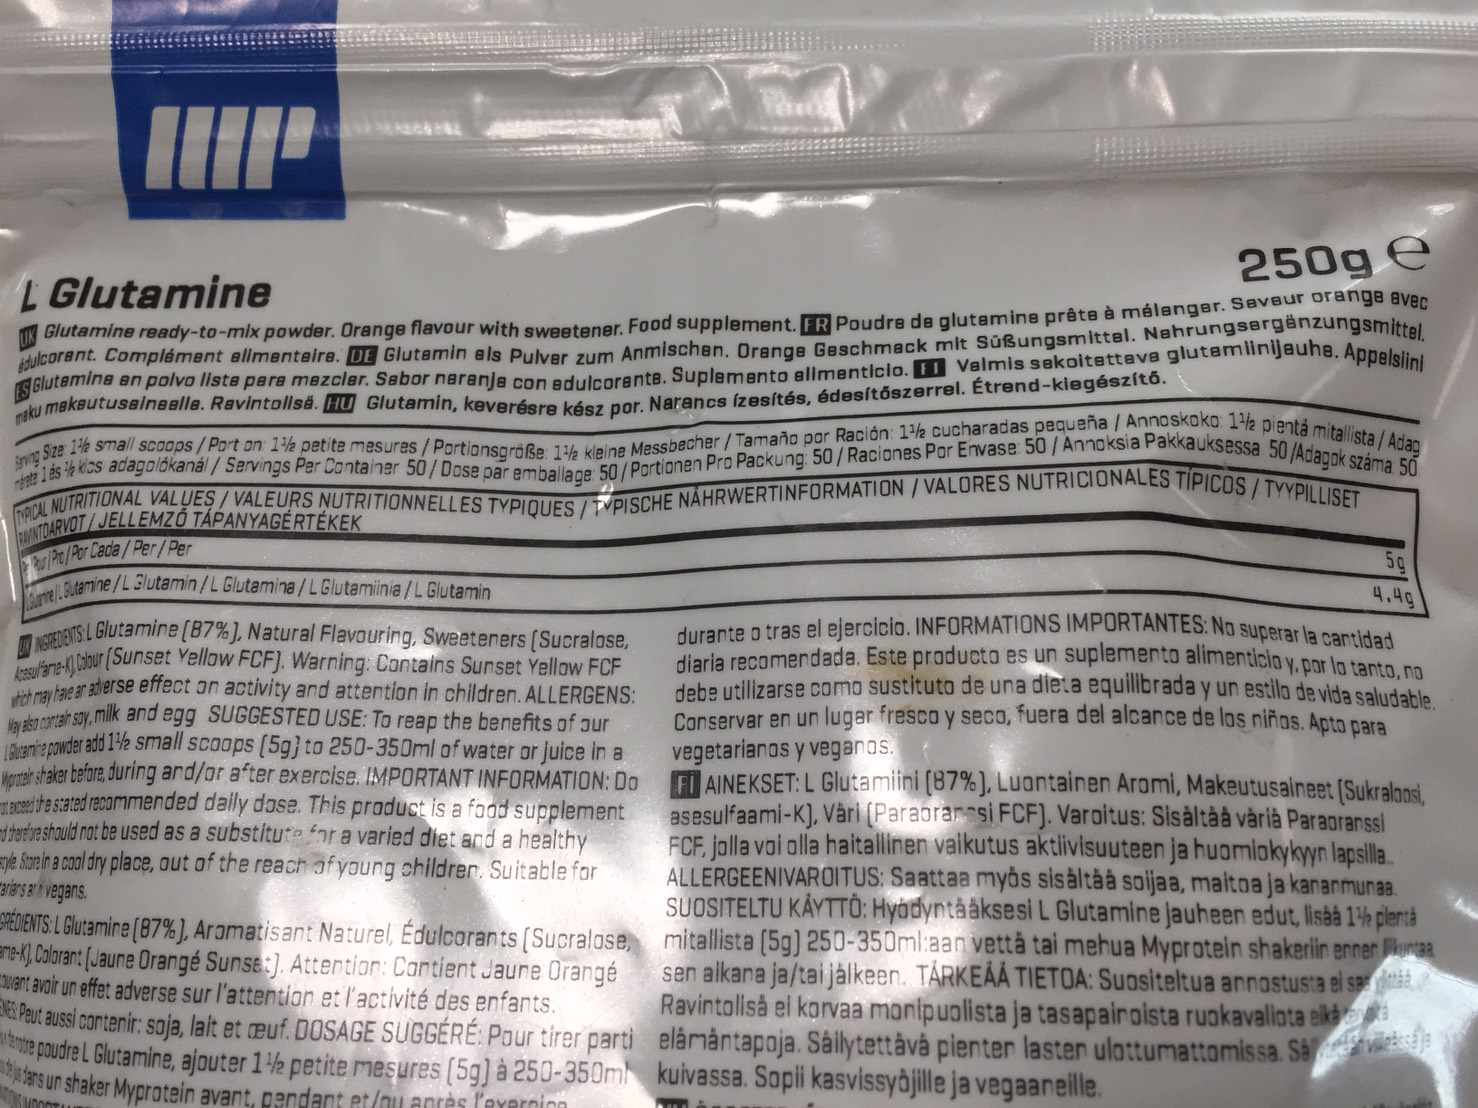 L Glutamine
250g e
UK Glutamine ready-to-mix powder. Orange flavour with sweetener. Food supplement. FR Poudre de glutamine prête à mélanger. Saveur orange avec
édulcorant. Complément alimentaire. DE Glutamin als Pulver zum Anmischen. Orange Geschmack mit Süßungsmittel. Nahrungsergänzungsmittel.
ES Glutamina en polvo lista para mezclar. Sabor naranja con edulcorante. Suplemento alimenticio. FI Valmis sekoitettava glutamiinijauhe. Appelsiini
maku makeutusaineella. Ravintolisä. HU Glutamin, keverésre kész por. Narancs ízesítés, édesítőszerrel. Étrend-kiegészítő.
Serving Size: 1½ small scoops / Port on: 1½ petite mesures / Portionsgröße: 1½ kleine Messbecher / Tamaño por Ración: 1½ cucharadas pequeña / Annoskoko: 1½ pientä mitallista / Adag
mérete 1 és ½ kics adagolókanál / Servings Per Container 50 / Dose par emballage: 50 / Portionen Pro Packung: 50 / Raciones Por Envase: 50 / Annoksia Pakkauksessa 50 / Adagok száma: 50
TYPICAL NUTRITIONAL VALUES / VALEURS NUTRITIONNELLES TYPIQUES / TYPISCHE NÄHRWERTINFORMATION / VALORES NUTRICIONALES TÍPICOS / TYYPILLISET
RAVINTOARVOT / JELLEMZŐ TÁPANYAGÉRTÉKEK
Per / Pour / Pro / Por Cada / Per / Per
5g
L Glutamine / L Glutamine / L Glutamin / L Glutamina / L Glutamiinia / L Glutamin
4.4g
UK INGREDIENTS: L Glutamine (87%), Natural Flavouring, Sweeteners (Sucralose,
Acesulfame-K), Colour (Sunset Yellow FCF). Warning: Contains Sunset Yellow FCF
which may have an adverse effect on activity and attention in children. ALLERGENS:
May also contain soy, milk and egg SUGGESTED USE: To reap the benefits of our
L Glutamine powder add 1½ small scoops (5g) to 250-350ml of water or juice in a
Myprotein shaker before, during and/or after exercise. IMPORTANT INFORMATION: Do
not exceed the stated recommended daily dose. This product is a food supplement
and therefore should not be used as a substitute for a varied diet and a healthy
Store in a cool dry place, out of the reach of young children. Suitable for
vegans.
L Glutamine (87%), Aromatisant Naturel, Édulcorants (Sucralose,
Colorant (Jaune Orangé Sunset). Attention: Contient Jaune Orangé
avoir un effet adverse sur l'attention et l'activité des enfants.
Peut aussi contenir: soja, lait et œuf. DOSAGE SUGGÉRÉ: Pour tirer parti
notre poudre L Glutamine, ajouter 1½ petite mesures (5g) à 250-350ml
dans un shaker Myprotein avant, pendant et/ou après l'exercice
durante o tras el ejercicio. INFORMATIONS IMPORTANTES: No superar la cantidad
diaria recomendada. Este producto es un suplemento alimenticio y, por lo tanto, no
debe utilizarse como sustituto de una dieta equilibrada y un estilo de vida saludable.
Conservar en un lugar fresco y seco, fuera del alcance de los niños. Apto para
vegetarianos y veganos.
FI AINEKSET: L Glutamiini (87%), Luontainen Aromi, Makeutusaineet (Sukraloosi,
asesulfaami-K), Väri (Paraoranssi FCF). Varoitus: Sisältää väriä Paraoranssi
FCF, jolla voi olla haitallinen vaikutus aktiivisuuteen ja huomiokykyyn lapsilla..
ALLERGEENIVAROITUS: Saattaa myös sisältää soijaa, maitoa ja kananmunaa.
SUOSITELTU KÄYTTÖ: Hyödyntääksesi L Glutamine jauheen edut, lisää 1½ pientä
mitallista (5g) 250-350ml:aan vettä tai mehua Myprotein shakeriin ennen
sen aikana ja/tai jälkeen. TÄRKEÄÄ TIETOA: Suositeltua annostusta ei saa
Ravintolisä ei korvaa monipuolista ja tasapainoista ruokavaliota eikä
elämäntapoja. Säilytettävä pienten lasten ulottumattomissa.
kuivassa. Sopii kasvissyöjille ja vegaaneille.